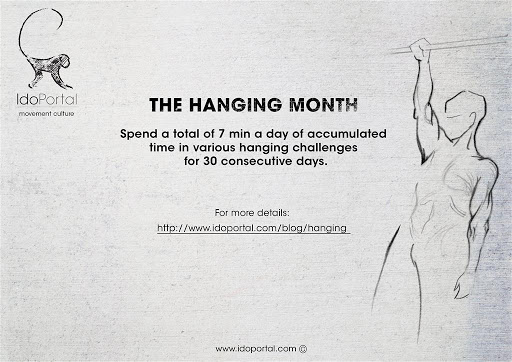 IdoPortal
movement culture
THE HANGING MONTH
Spend a total of 7 min a day of accumulated
time in various hanging challenges
for 30 consecutive days.
For more details:
http://www.idoportal.com/blog/hanging
www.idoportal.com ©